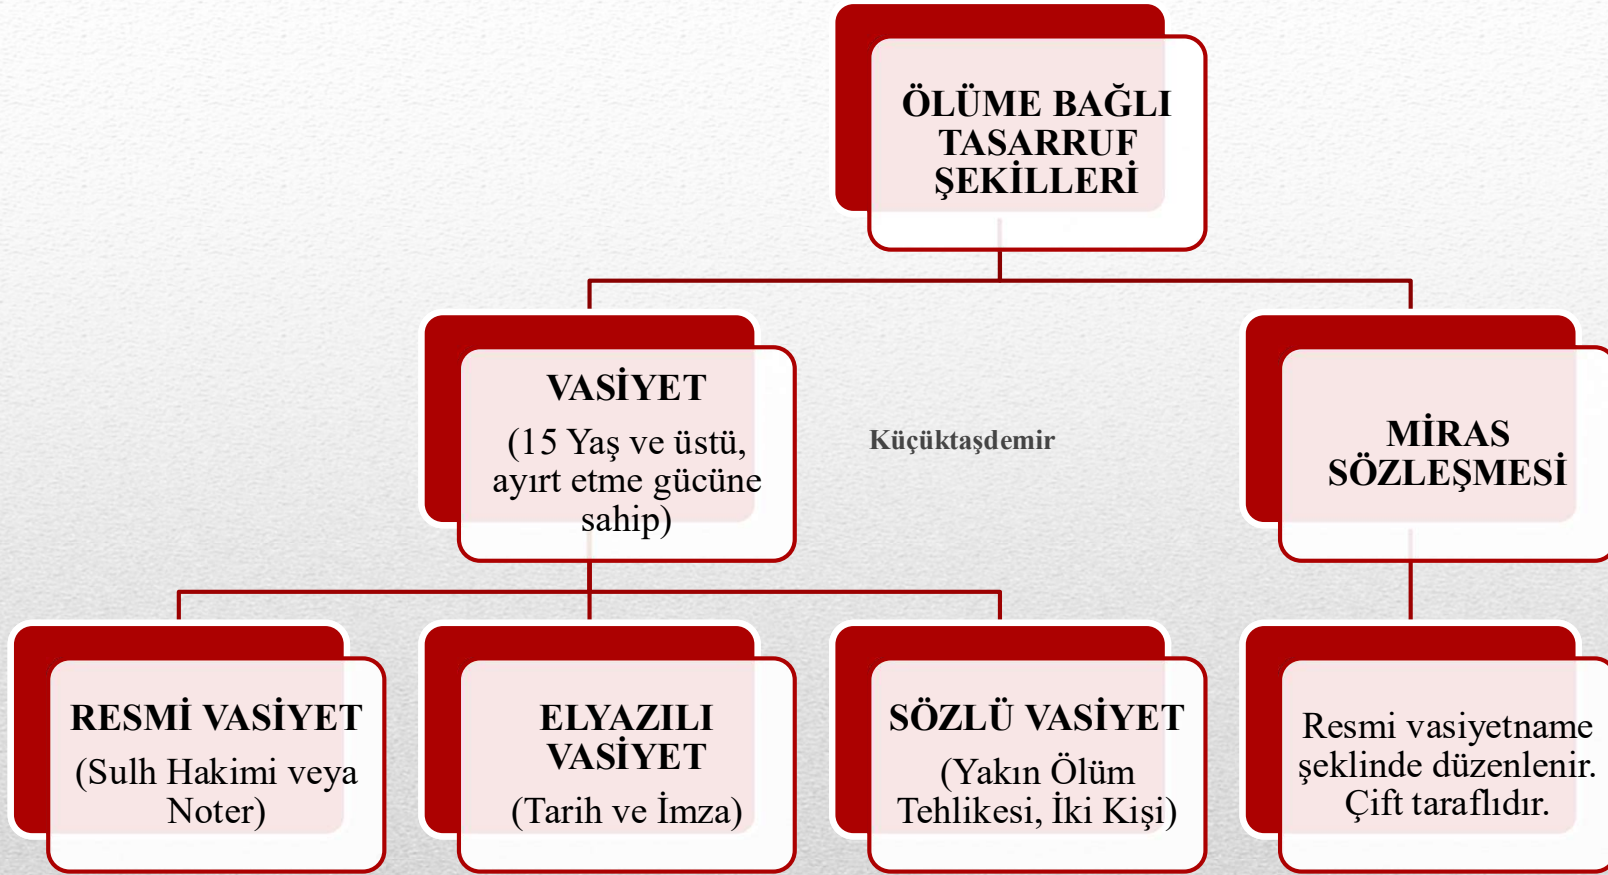 ÖLÜME BAĞLI
TASARRUF
ŞEKİLLERİ
VASİYET
(15 Yaş ve üstü,
ayırt etme gücüne
sahip)
Küçüktaşdemir
MİRAS
SÖZLEŞMESİ
RESMİ VASİYET
(Sulh Hakimi veya
Noter)
ELYAZILI
VASİYET
(Tarih ve İmza)
SÖZLÜ VASİYET
(Yakın Ölüm
Tehlikesi, İki Kişi)
Resmi vasiyetname
şeklinde düzenlenir.
Çift taraflıdır.